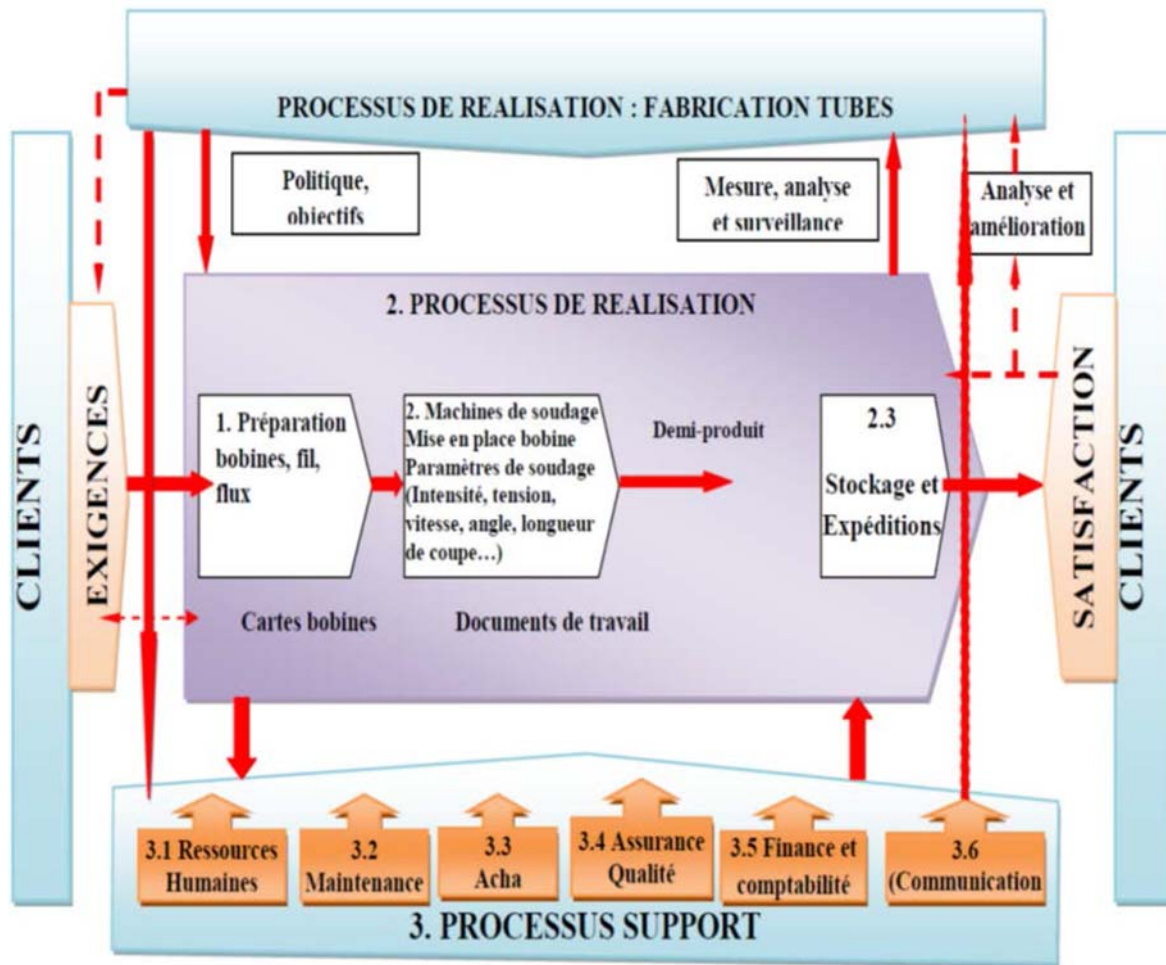 PROCESSUS DE REALISATION : FABRICATION TUBES
Politique,
objectifs
Mesure, analyse
et surveillance
Analyse et
amélioration
2. PROCESSUS DE REALISATION
CLIENTS
EXIGENCES
1. Préparation
bobines, fil,
flux
2. Machines de soudage
Mise en place bobine
Paramètres de soudage
(Intensité, tension,
vitesse, angle, longueur
de coupe…)
Demi-produit
2.3
Stockage et
Expéditions
SATISFACTION
CLIENTS
Cartes bobines
Documents de travail
3.1 Ressources
Humaines
3.2
Maintenance
3.3
Acha
3.4 Assurance
Qualité
3.5 Finance et
comptabilité
3.6
(Communication
3. PROCESSUS SUPPORT